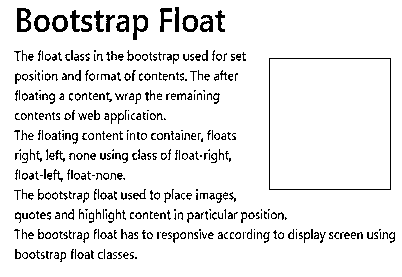 Bootstrap Float
The float class in the bootstrap used for set
position and format of contents. The after
floating a content, wrap the remaining
contents of web application.
The floating content into container, floats
right, left, none using class of float-right,
float-left, float-none.
The bootstrap float used to place images,
quotes and highlight content in particular position.
The bootstrap float has to responsive according to display screen using
bootstrap float classes.